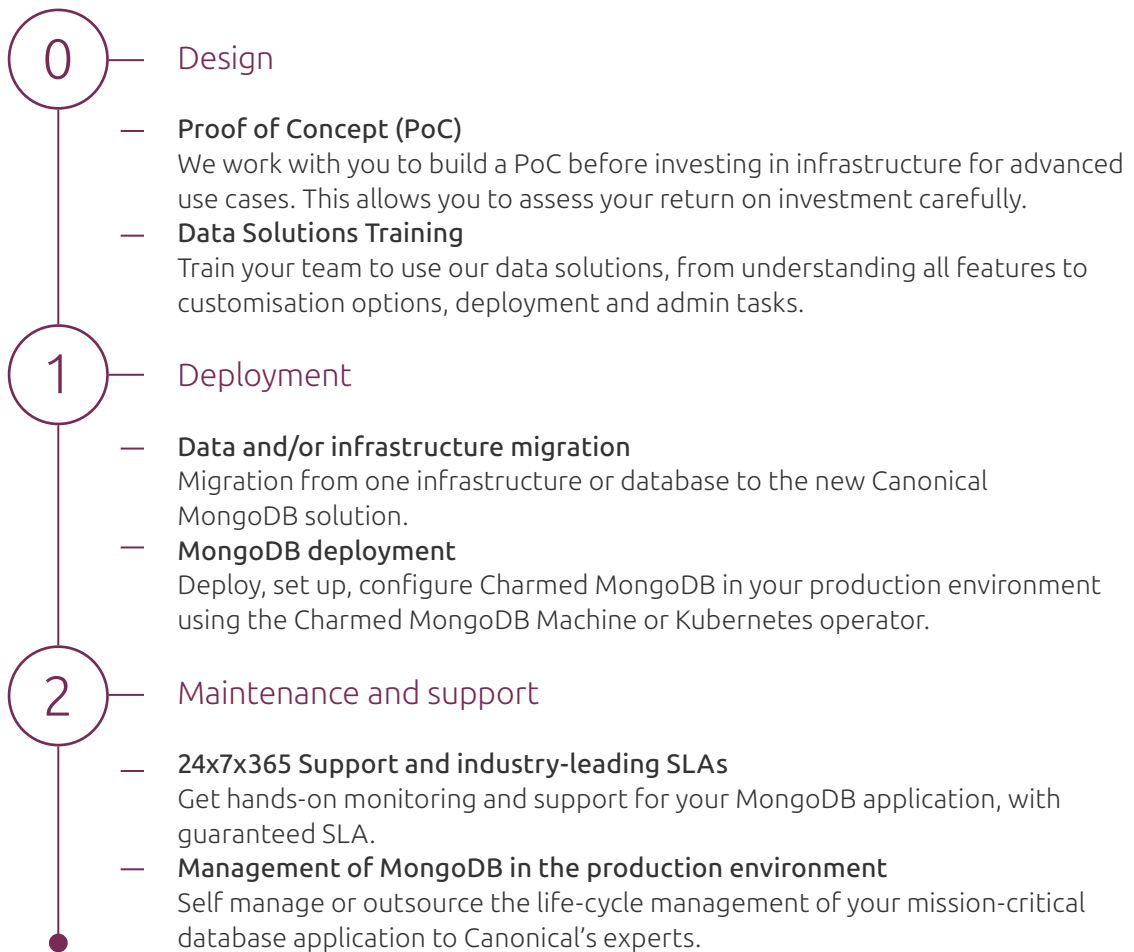 0
Design
Proof of Concept (PoC)
We work with you to build a PoC before investing in infrastructure for advanced
use cases. This allows you to assess your return on investment carefully.
Data Solutions Training
Train your team to use our data solutions, from understanding all features to
customisation options, deployment and admin tasks.
1
Deployment
Data and/or infrastructure migration
Migration from one infrastructure or database to the new Canonical
MongoDB solution.
MongoDB deployment
Deploy, set up, configure Charmed MongoDB in your production environment
using the Charmed MongoDB Machine or Kubernetes operator.
2
Maintenance and support
24x7x365 Support and industry-leading SLAs
Get hands-on monitoring and support for your MongoDB application, with
guaranteed SLA.
Management of MongoDB in the production environment
Self manage or outsource the life-cycle management of your mission-critical
database application to Canonical's experts.